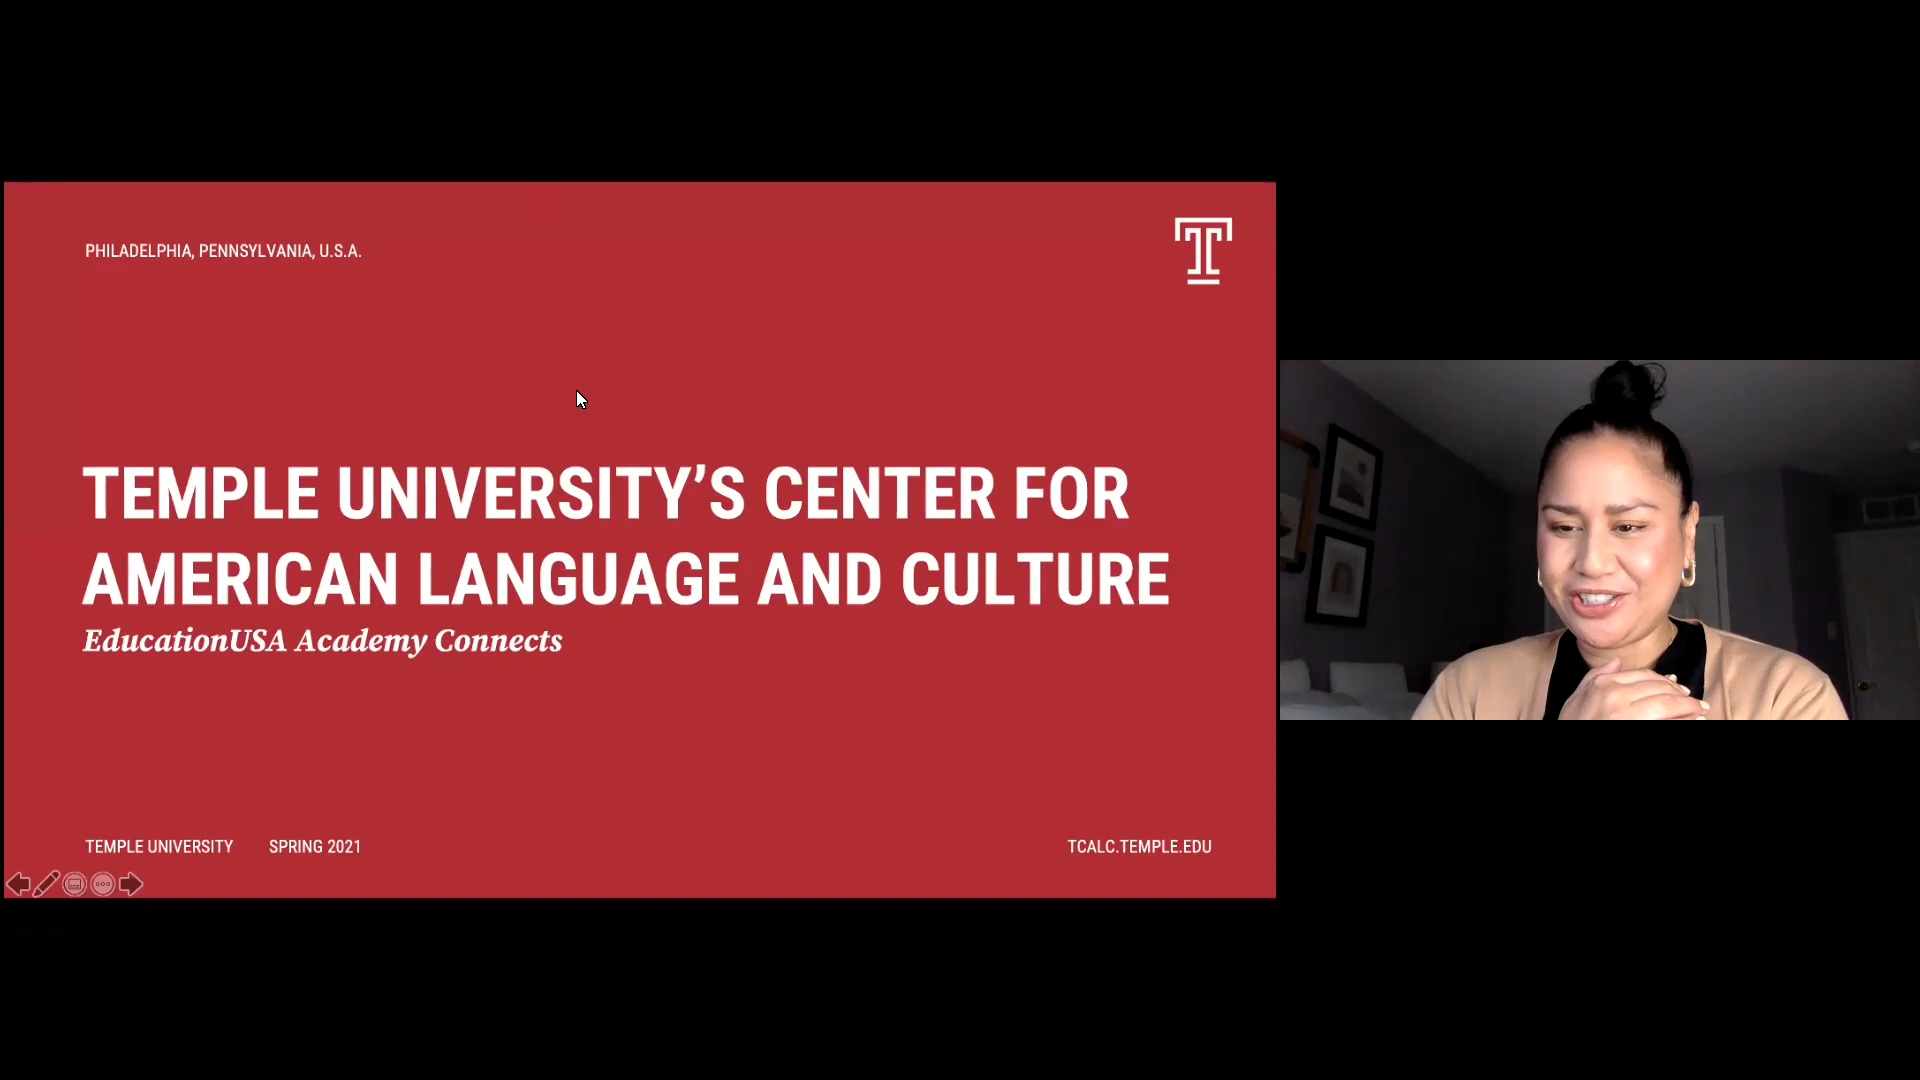 PHILADELPHIA, PENNSYLVANIA, U.S.A.
TEMPLE UNIVERSITY’S CENTER FOR
AMERICAN LANGUAGE AND CULTURE
EducationUSA Academy Connects
TEMPLE UNIVERSITY SPRING 2021
TCALC.TEMPLE.EDU